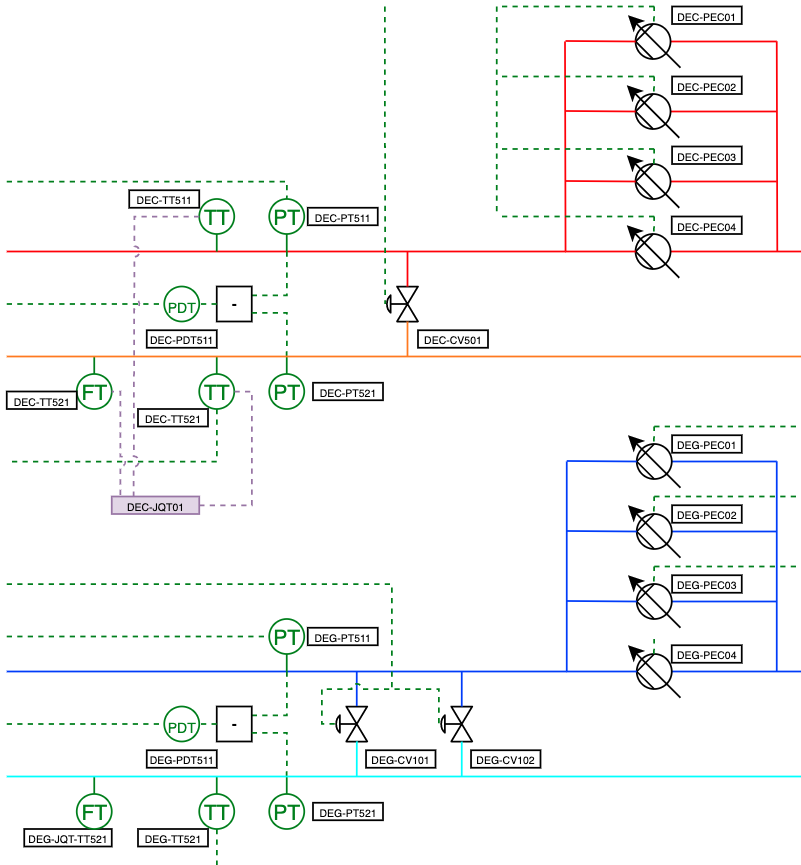 DEC-PEC01
DEC-PEC02
DEC-PEC03
DEC-TT511
TT
PT
DEC-PT511
DEC-PEC04
PDT
-
DEC-PDT511
DEC-CV501
FT
TT
PT
DEC-TT521
DEC-TT521
DEC-PT521
DEG-PEC01
DEC-JQT01
DEG-PEC02
DEG-PEC03
PT
DEG-PT511
DEG-PEC04
PDT
-
DEG-PDT511
DEG-CV101
DEG-CV102
FT
TT
PT
DEG-PT521
DEG-JQT-TT521
DEG-TT521